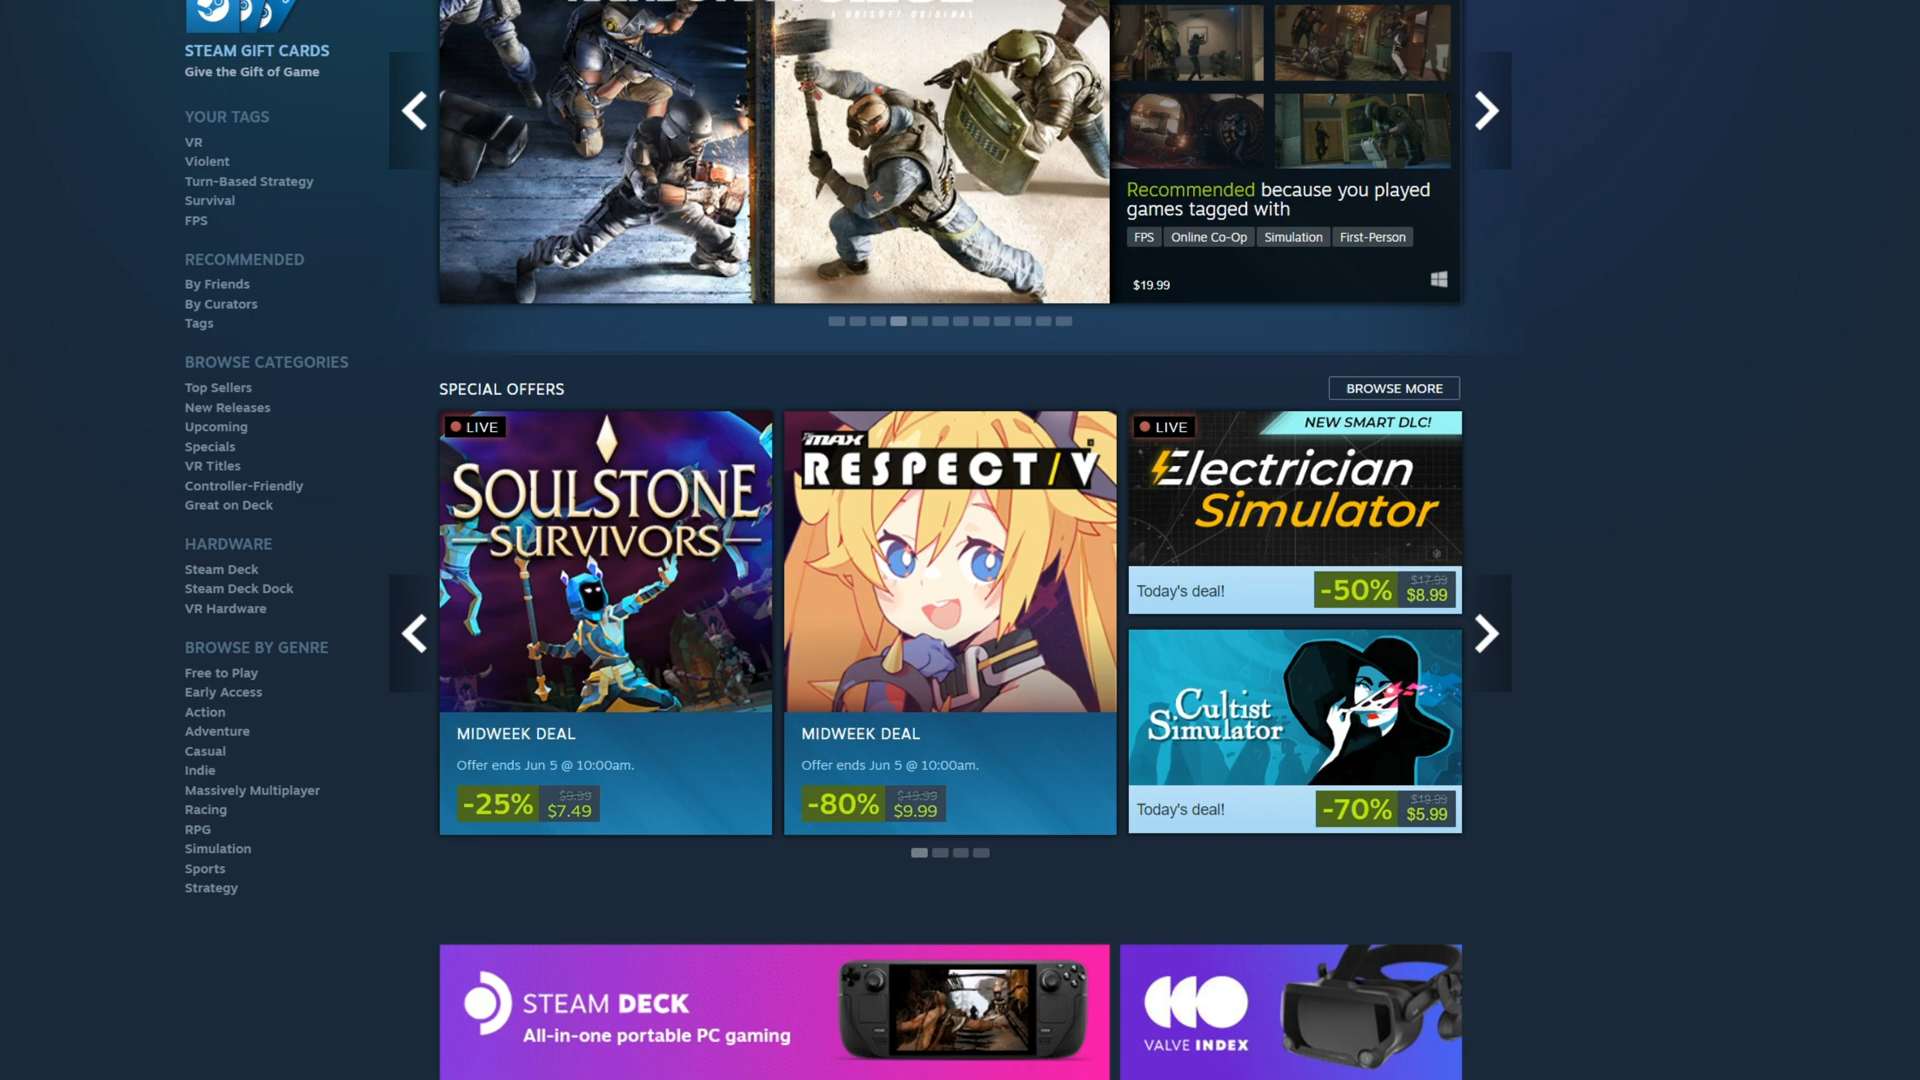 A UBISOFT ORIGINAL
STEAM GIFT CARDS
Give the Gift of Game
YOUR TAGS
VR
Violent
Turn-Based Strategy
Survival
FPS
RECOMMENDED
By Friends
By Curators
Tags
BROWSE CATEGORIES
Top Sellers
New Releases
Upcoming
Specials
VR Titles
Controller-Friendly
Great on Deck
HARDWARE
Steam Deck
Steam Deck Dock
VR Hardware
BROWSE BY GENRE
Free to Play
Early Access
Action
Adventure
Casual
Indie
Massively Multiplayer
Racing
RPG
Simulation
Sports
Strategy
Recommended because you played
games tagged with
FPS Online Co-Op Simulation First-Person
$19.99
SPECIAL OFFERS
BROWSE MORE
LIVE
SOULSTONE
SURVIVORS
MIDWEEK DEAL
Offer ends Jun 5 @ 10:00am.
-25% $9.99
$7.49
MAX
RESPECT/V
MIDWEEK DEAL
Offer ends Jun 5 @ 10:00am.
-80% $49.99
$9.99
LIVE
NEW SMART DLC!
Electrician
Simulator
Today's deal!
-50% $17.99
$8.99
Cultist
Simulator
Today's deal!
-70% $19.99
$5.99
STEAM DECK
All-in-one portable PC gaming
VALVE INDEX